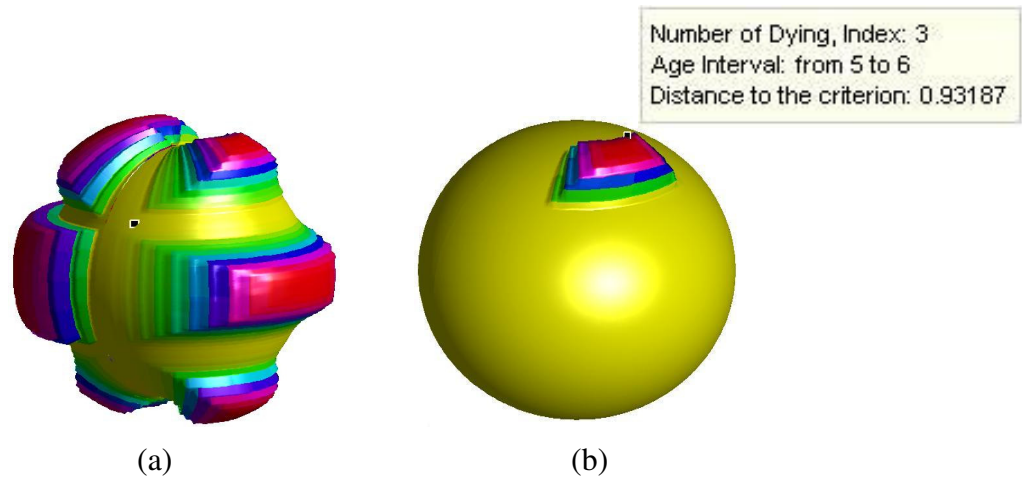 Number of Dying, Index: 3
Age Interval: from 5 to 6
Distance to the criterion: 0.93187
(a)
(b)